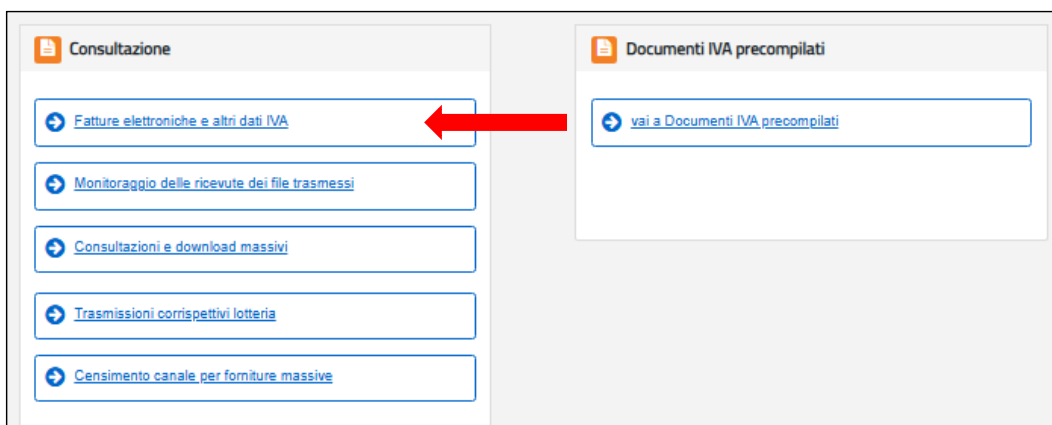 Consultazione
Fatture elettroniche e altri dati IVA
Monitoraggio delle ricevute dei file trasmessi
Consultazioni e download massivi
Trasmissioni corrispettivi lotteria
Censimento canale per forniture massive
Documenti IVA precompilati
vai a Documenti IVA precompilati